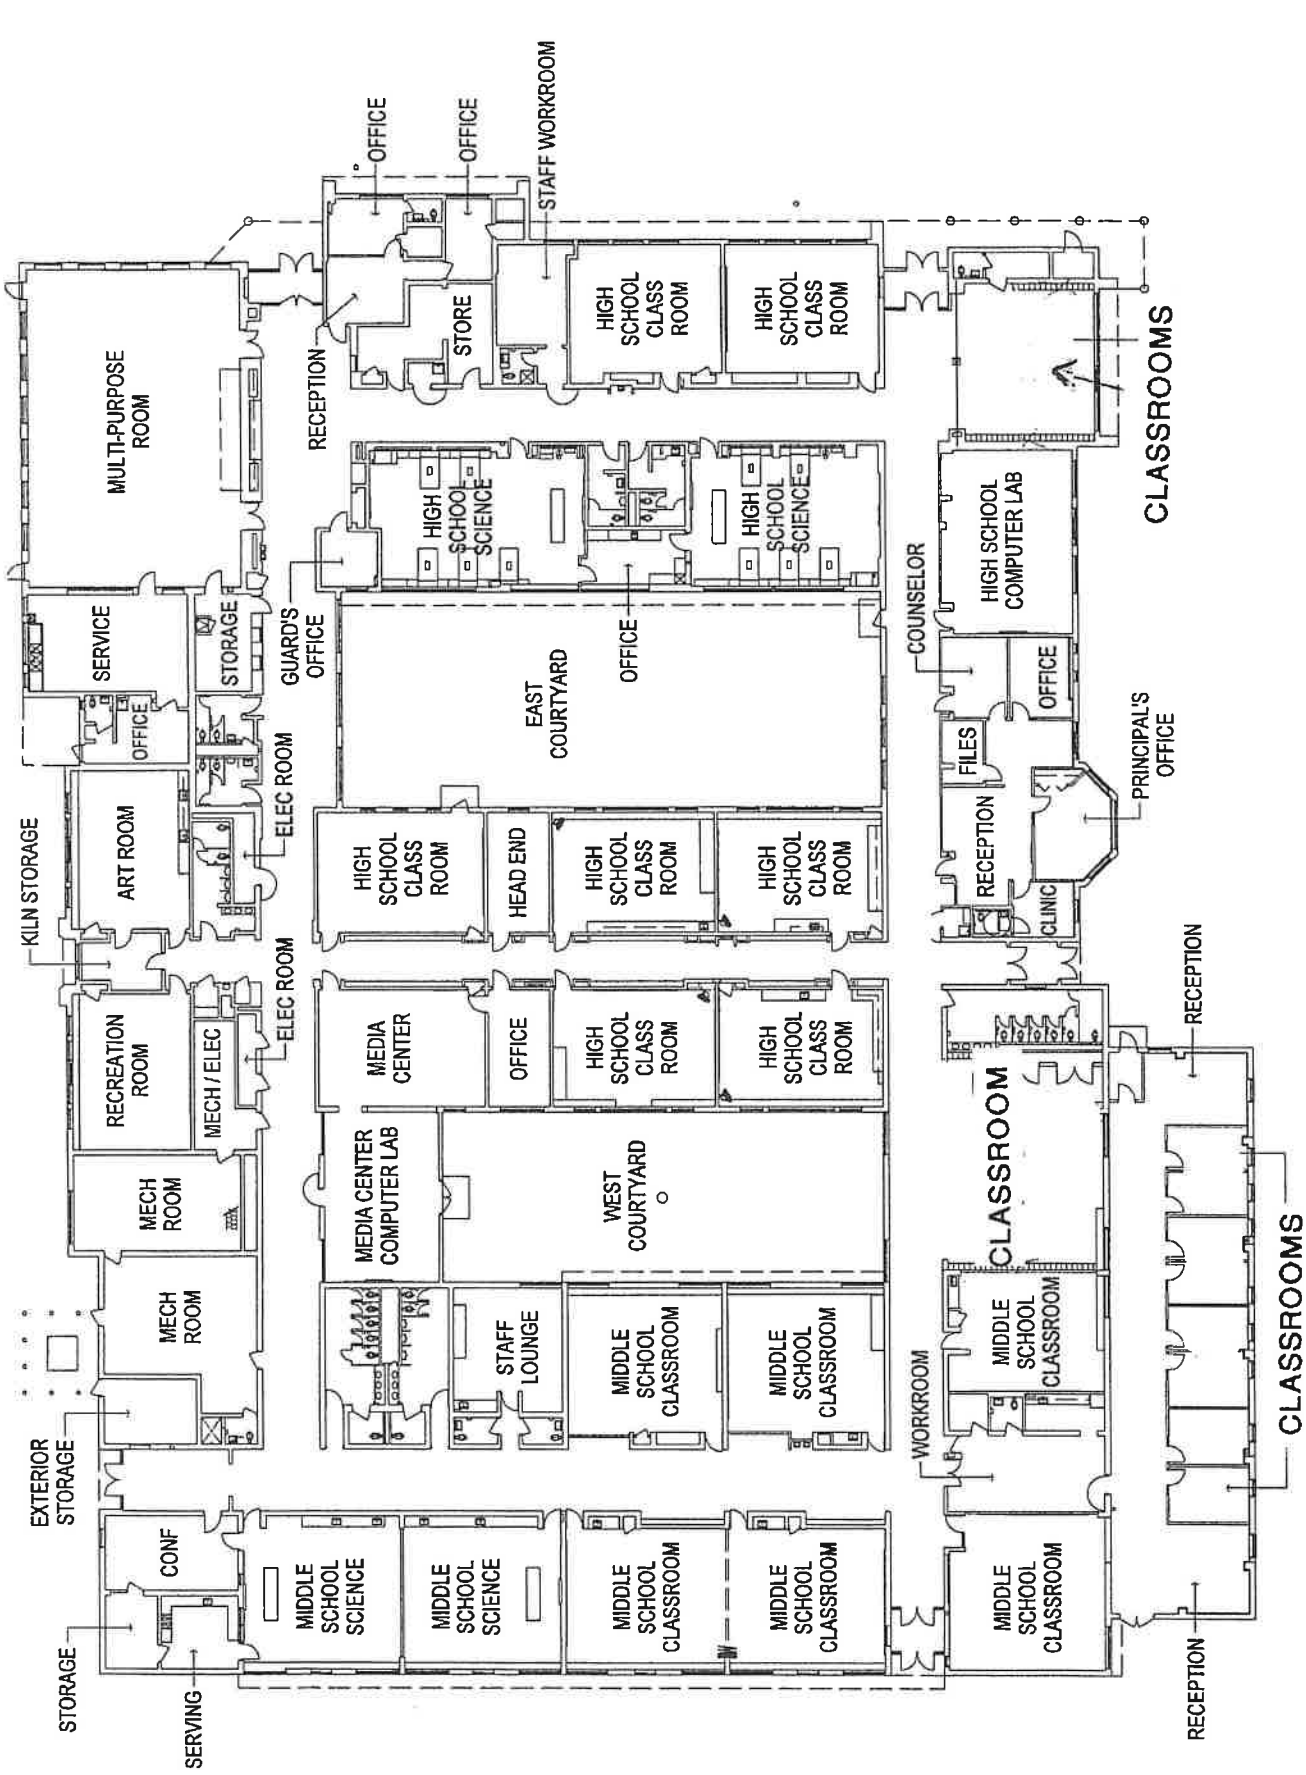 STORAGE
SERVING
CONF
EXTERIOR
STORAGE
MECH
ROOM
MECH
ROOM
RECREATION
ROOM
MECH / ELEC
ELEC ROOM
KILN STORAGE
ART ROOM
ELEC ROOM
OFFICE
SERVICE
STORAGE
MULTI-PURPOSE
ROOM
MIDDLE
SCHOOL
SCIENCE
MIDDLE
SCHOOL
SCIENCE
MIDDLE
SCHOOL
CLASSROOM
MIDDLE
SCHOOL
CLASSROOM
STAFF
LOUNGE
MIDDLE
SCHOOL
CLASSROOM
MIDDLE
SCHOOL
CLASSROOM
MEDIA CENTER
COMPUTER LAB
WEST
COURTYARD
MEDIA
CENTER
OFFICE
HIGH
SCHOOL
CLASS
ROOM
HIGH
SCHOOL
CLASS
ROOM
HIGH
SCHOOL
CLASS
ROOM
HEAD END
HIGH
SCHOOL
CLASS
ROOM
HIGH
SCHOOL
CLASS
ROOM
EAST
COURTYARD
GUARD'S
OFFICE
HIGH
SCHOOL
SCIENCE
OFFICE
HIGH
SCHOOL
SCIENCE
RECEPTION
STORE
OFFICE
OFFICE
STAFF WORKROOM
HIGH
SCHOOL
CLASS
ROOM
HIGH
SCHOOL
CLASS
ROOM
MIDDLE
SCHOOL
CLASSROOM
WORKROOM
MIDDLE
SCHOOL
CLASSROOM
CLASSROOM
RECEPTION
CLINIC
FILES
PRINCIPAL'S
OFFICE
COUNSELOR
OFFICE
HIGH SCHOOL
COMPUTER LAB
CLASSROOMS
RECEPTION
CLASSROOMS
RECEPTION